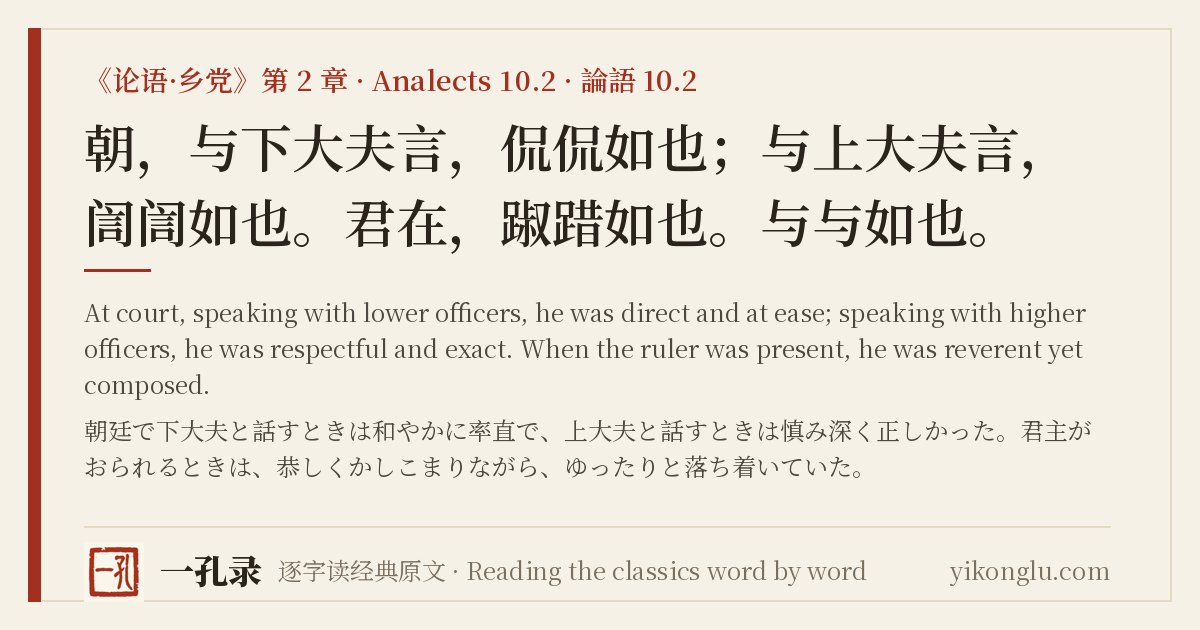 《论语·乡党》第 2 章 · Analects 10.2 · 論語 10.2
朝，与下大夫言，侃侃如也；与上大夫言，
訚訚如也。君在，踧踖如也。与与如也。
At court, speaking with lower officers, he was direct and at ease; speaking with higher
officers, he was respectful and exact. When the ruler was present, he was reverent yet
composed.
朝廷で下大夫と話すときは和やかに率直で、上大夫と話すときは慎み深く正しかった。君主が
おられるときは、恭しくかしこまりながら、ゆったりと落ち着いていた。
一孔
一孔录 逐字读经典原文 · Reading the classics word by word yikonglu.com